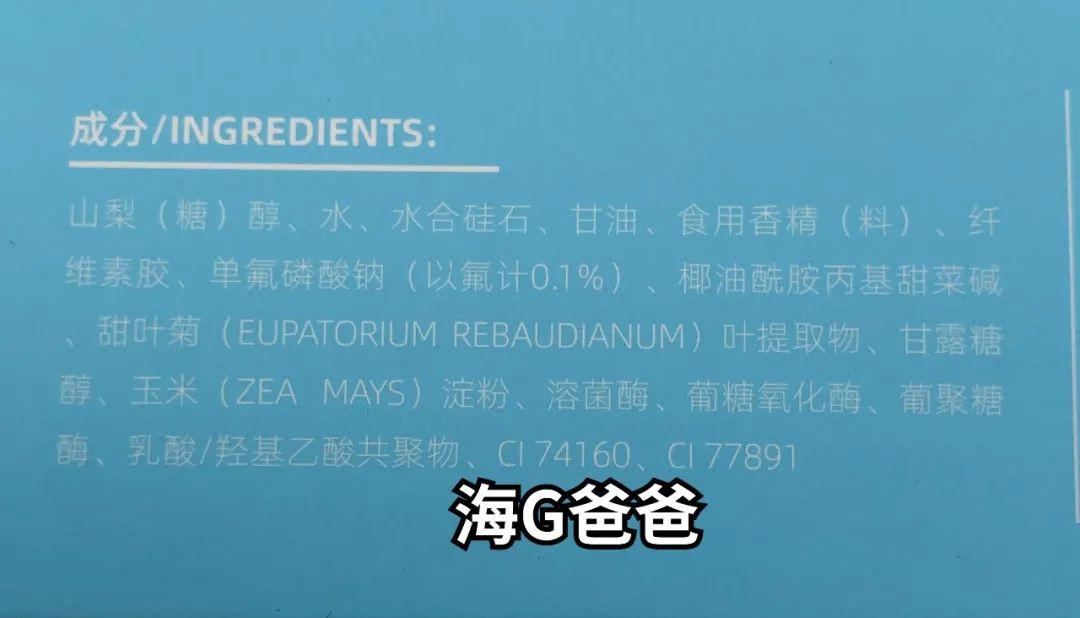 成分/INGREDIENTS:
山梨（糖）醇、水、水合硅石、甘油、食用香精（料）、纤
维素胶、单氟磷酸钠（以氟计0.1%）、椰油酰胺丙基甜菜碱
、甜叶菊（EUPATORIUM REBAUDIANUM）叶提取物、甘露糖
醇、玉米（ZEA MAYS）淀粉、溶菌酶、葡糖氧化酶、葡聚糖
酶、乳酸/羟基乙酸共聚物、CI 74160、CI 77891
海G爸爸